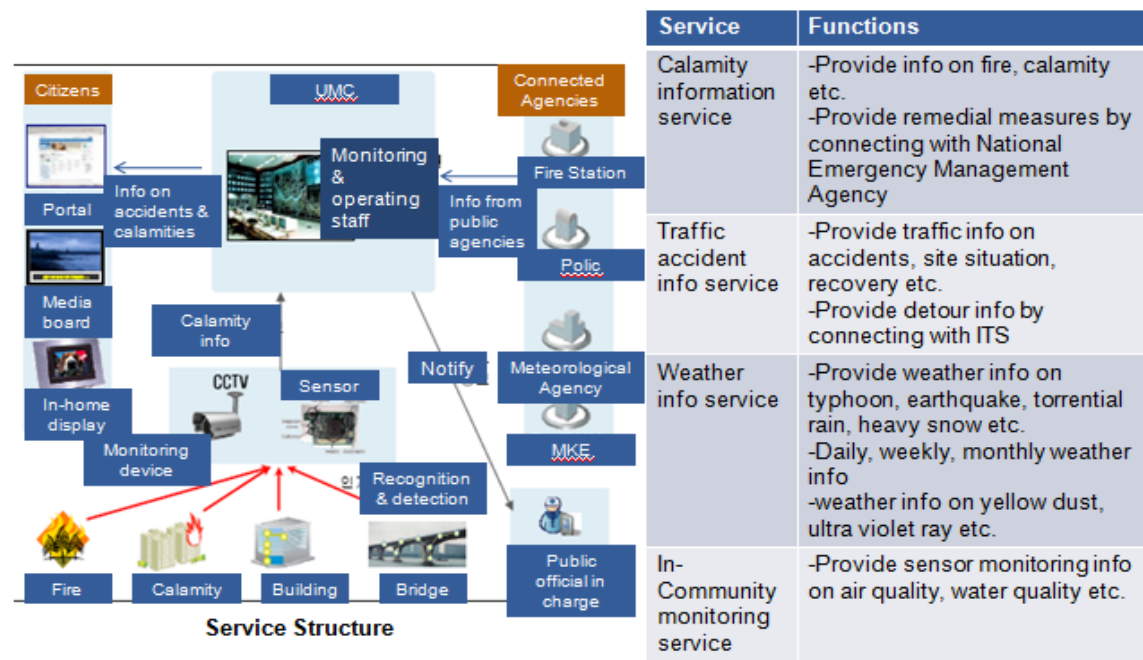 Citizens
UMC
Connected
Agencies
Monitoring
&
operating
staff
Fire Station
Info on
accidents &
calamities
Info from
public
agencies
Portal
Polic
Media
board
Calamity
info
Notify
Meteorological
Agency
CCTV
Sensor
In-home
display
Monitoring
device
MKE
Recognition
& detection
Fire
Calamity
Building
Bridge
Public
official in
charge
Service Structure
Service
Functions
Calamity
information
service
-Provide info on fire, calamity
etc.
-Provide remedial measures by
connecting with National
Emergency Management
Agency
Traffic
accident
info service
-Provide traffic info on
accidents, site situation,
recovery etc.
-Provide detour info by
connecting with ITS
Weather
info service
-Provide weather info on
typhoon, earthquake, torrential
rain, heavy snow etc.
-Daily, weekly, monthly weather
info
-weather info on yellow dust,
ultra violet ray etc.
In-
Community
monitoring
service
-Provide sensor monitoring info
on air quality, water quality etc.